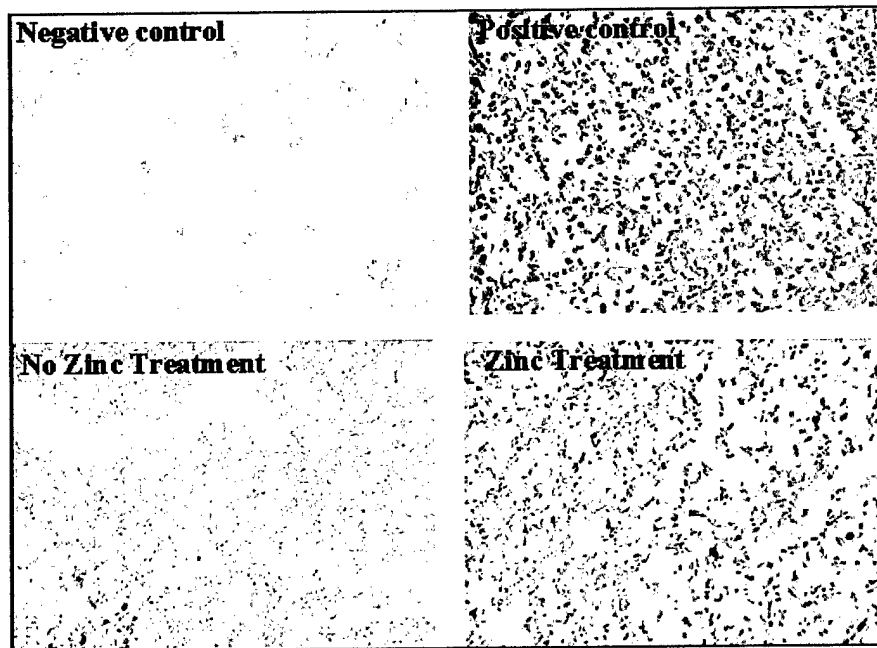 Negative control
Positive control
No Zinc Treatment
Zinc Treatment